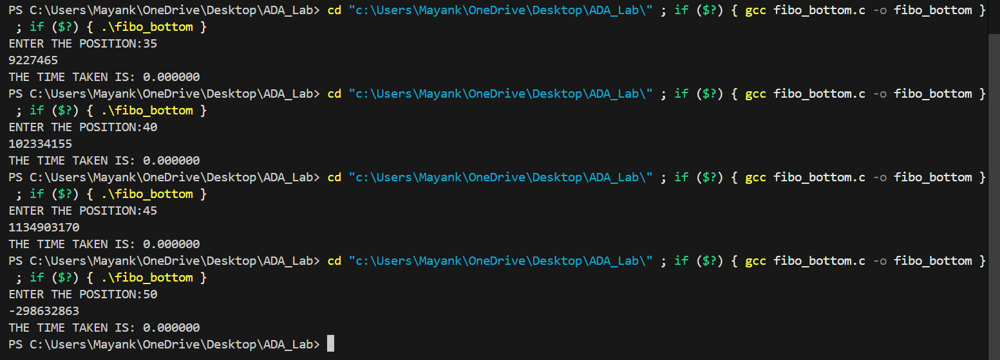 PS C:\Users\Mayank\OneDrive\Desktop\ADA_Lab> cd "c:\Users\Mayank\OneDrive\Desktop\ADA_Lab\" ; if ($?) { gcc fibo_bottom.c -o fibo_bottom }
 ; if ($?) { .\fibo_bottom }
ENTER THE POSITION:35
9227465
THE TIME TAKEN IS: 0.000000
PS C:\Users\Mayank\OneDrive\Desktop\ADA_Lab> cd "c:\Users\Mayank\OneDrive\Desktop\ADA_Lab\" ; if ($?) { gcc fibo_bottom.c -o fibo_bottom }
 ; if ($?) { .\fibo_bottom }
ENTER THE POSITION:40
102334155
THE TIME TAKEN IS: 0.000000
PS C:\Users\Mayank\OneDrive\Desktop\ADA_Lab> cd "c:\Users\Mayank\OneDrive\Desktop\ADA_Lab\" ; if ($?) { gcc fibo_bottom.c -o fibo_bottom }
 ; if ($?) { .\fibo_bottom }
ENTER THE POSITION:45
1134903170
THE TIME TAKEN IS: 0.000000
PS C:\Users\Mayank\OneDrive\Desktop\ADA_Lab> cd "c:\Users\Mayank\OneDrive\Desktop\ADA_Lab\" ; if ($?) { gcc fibo_bottom.c -o fibo_bottom }
 ; if ($?) { .\fibo_bottom }
ENTER THE POSITION:50
-298632863
THE TIME TAKEN IS: 0.000000
PS C:\Users\Mayank\OneDrive\Desktop\ADA_Lab>